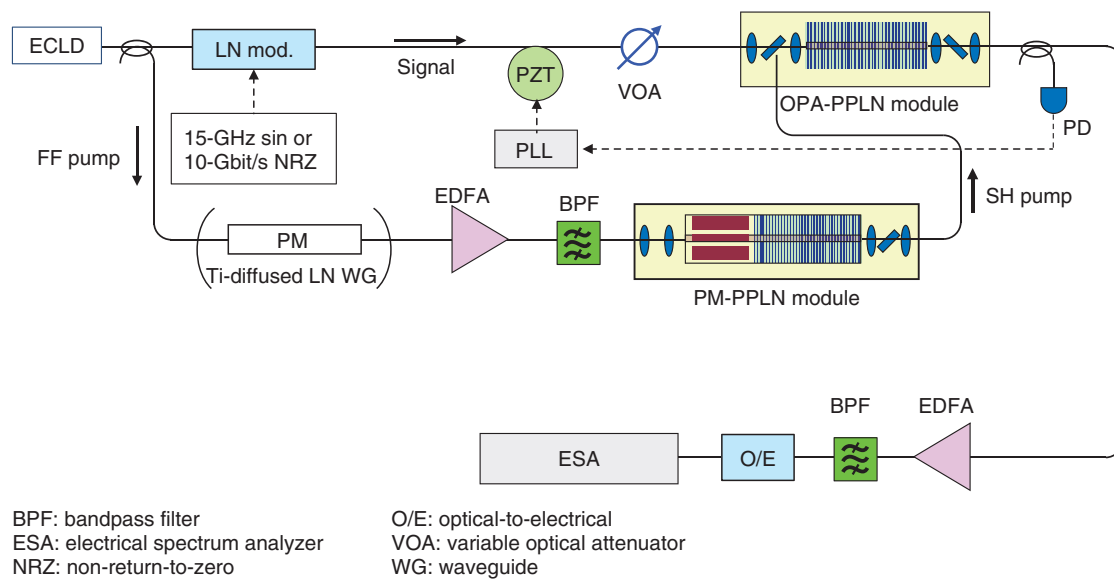 ECLD
LN mod.
Signal
PZT
VOA
OPA-PPLN module
PD
15-GHz sin or
10-Gbit/s NRZ
FF pump
PLL
SH pump
EDFA
BPF
PM
Ti-diffused LN WG
PM-PPLN module
BPF
EDFA
ESA
O/E
BPF: bandpass filter
ESA: electrical spectrum analyzer
NRZ: non-return-to-zero
O/E: optical-to-electrical
VOA: variable optical attenuator
WG: waveguide